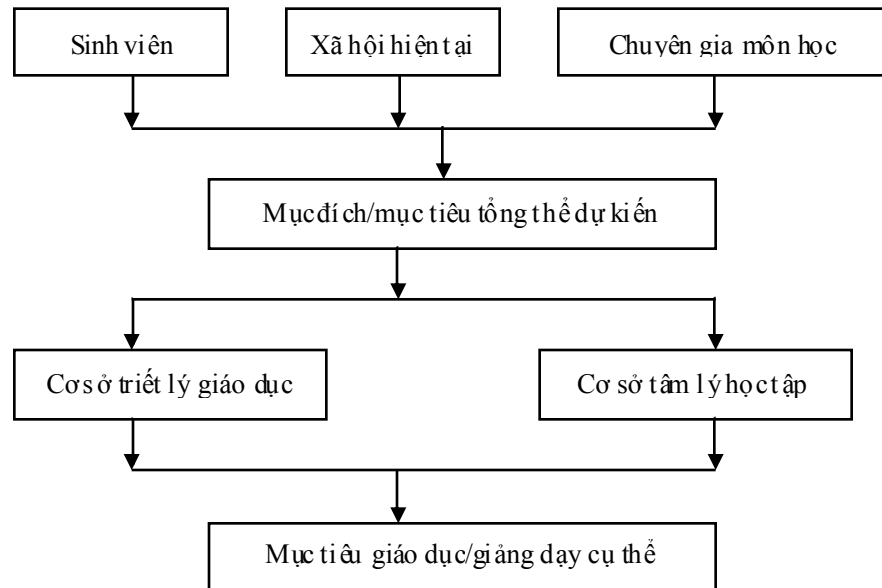 Sinh viên
Xã hội hiện tại
Chuyên gia môn học
Mục đích/mục tiêu tổng thể dự kiến
Cơ sở triết lý giáo dục
Cơ sở tâm lý học tập
Mục tiêu giáo dục/giảng dạy cụ thể